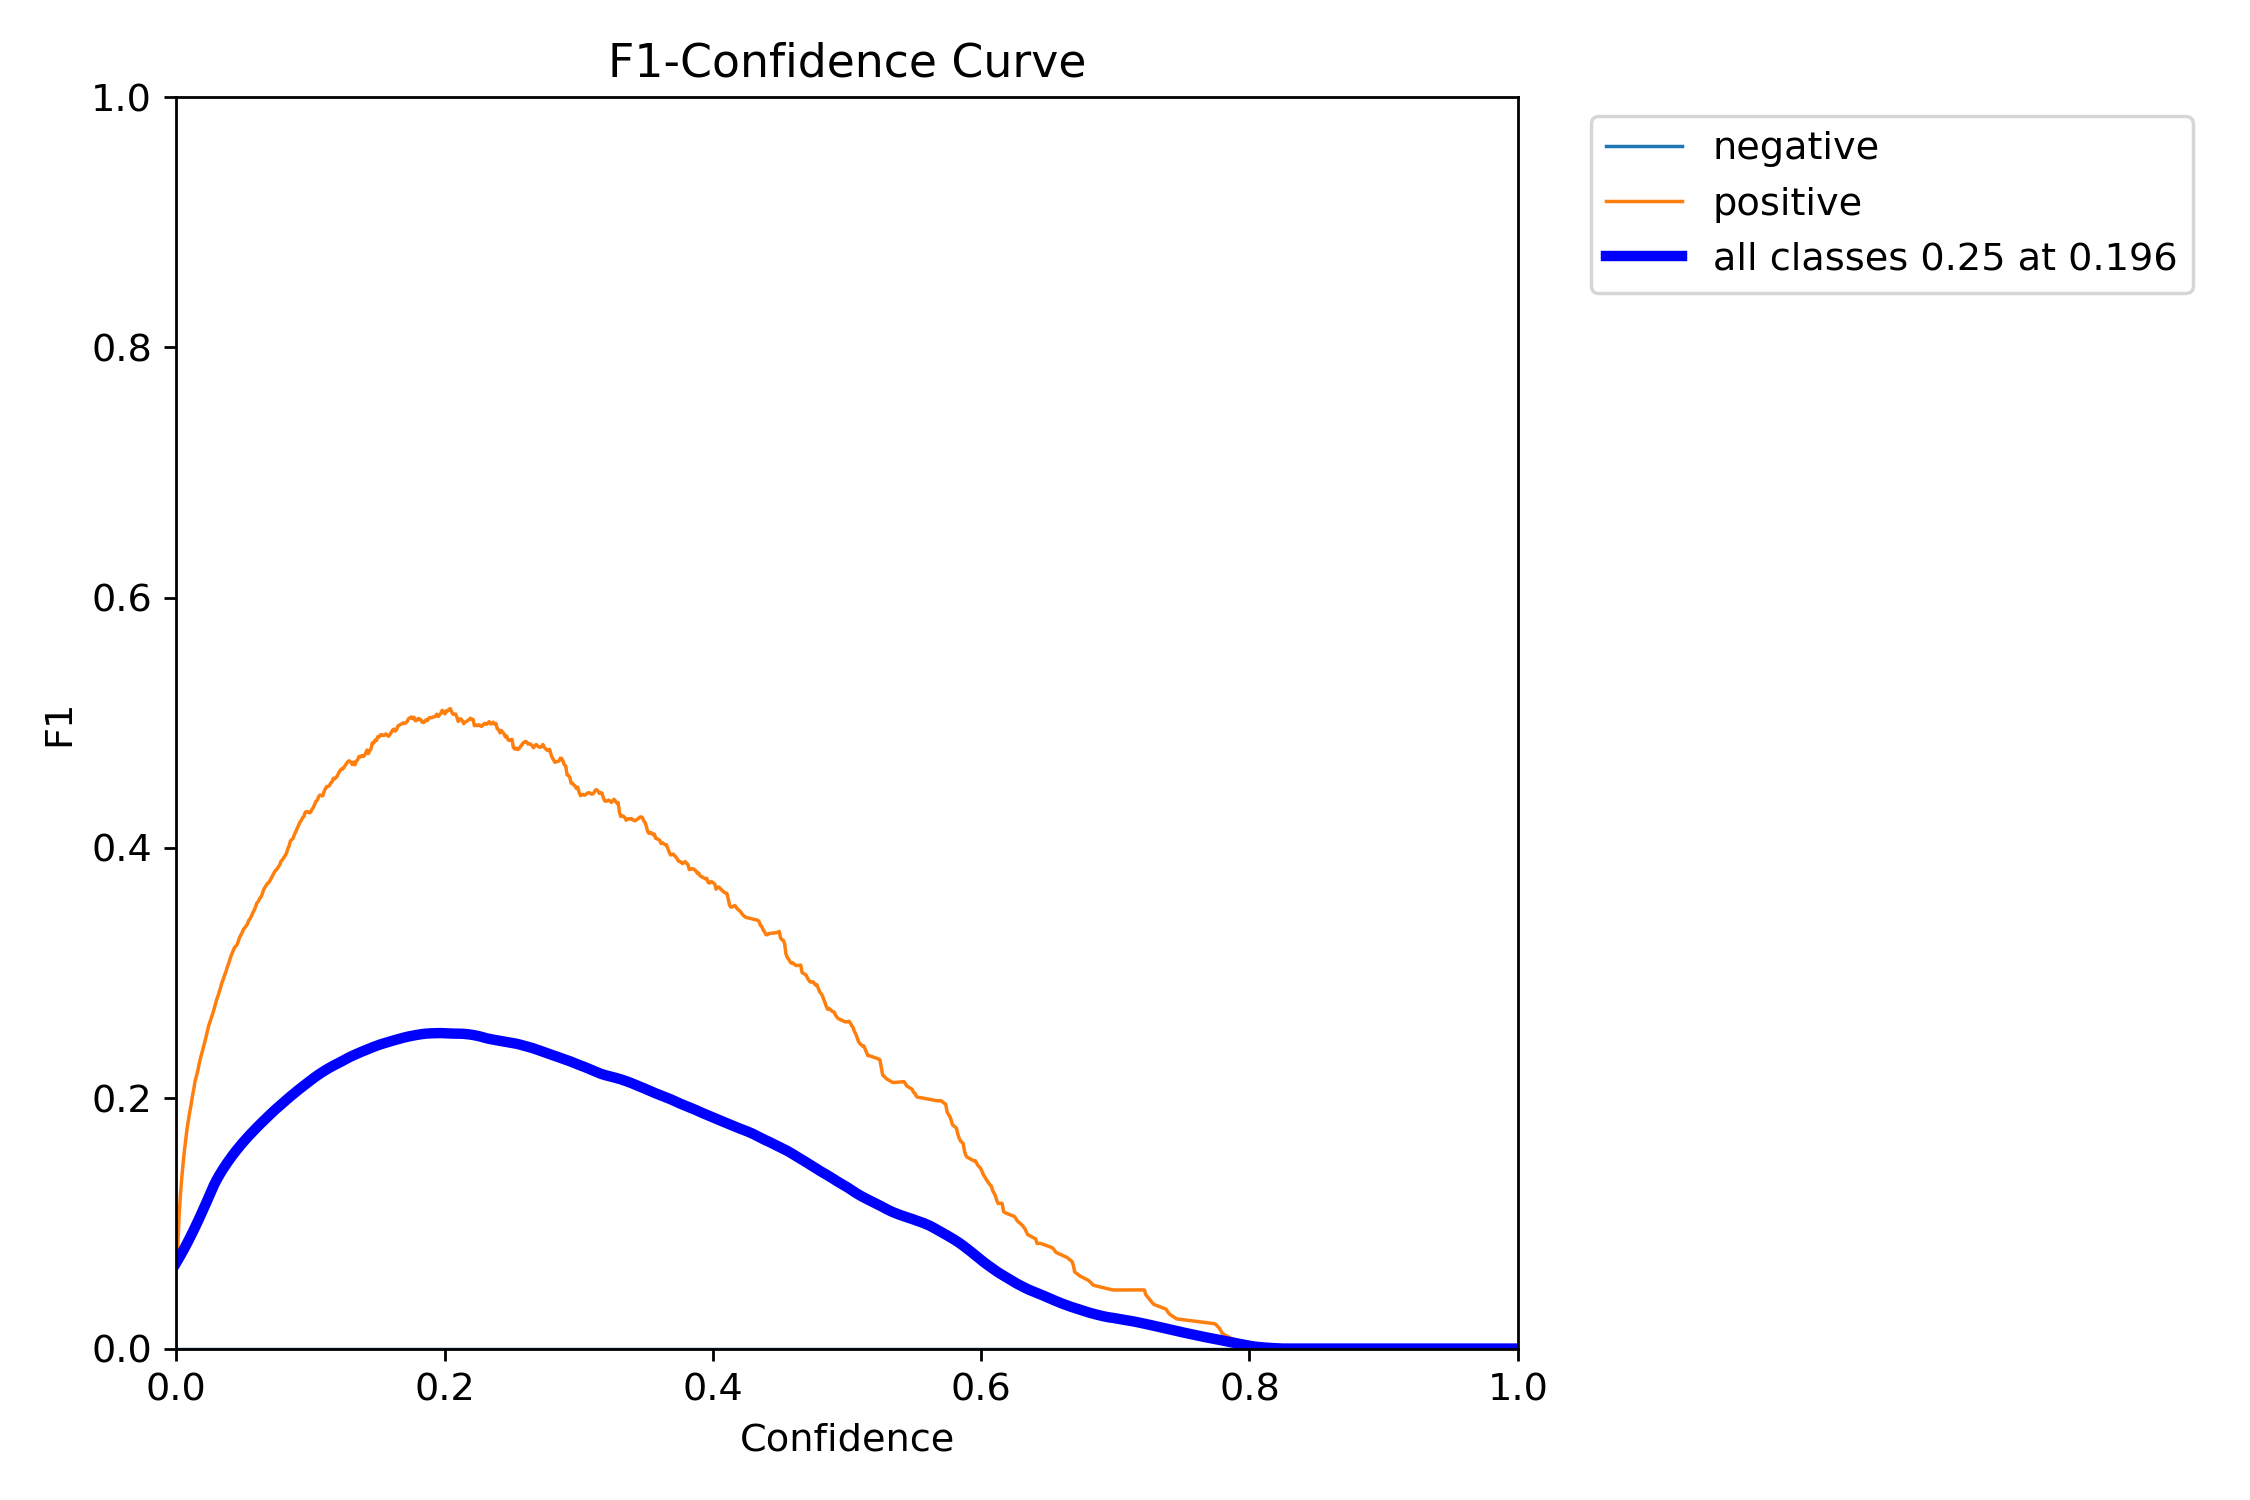 F1-Confidence Curve
1.0
0.8
0.6
0.4
0.2
0.0
F1
0.0 0.2 0.4 0.6 0.8 1.0
Confidence
negative
positive
all classes 0.25 at 0.196